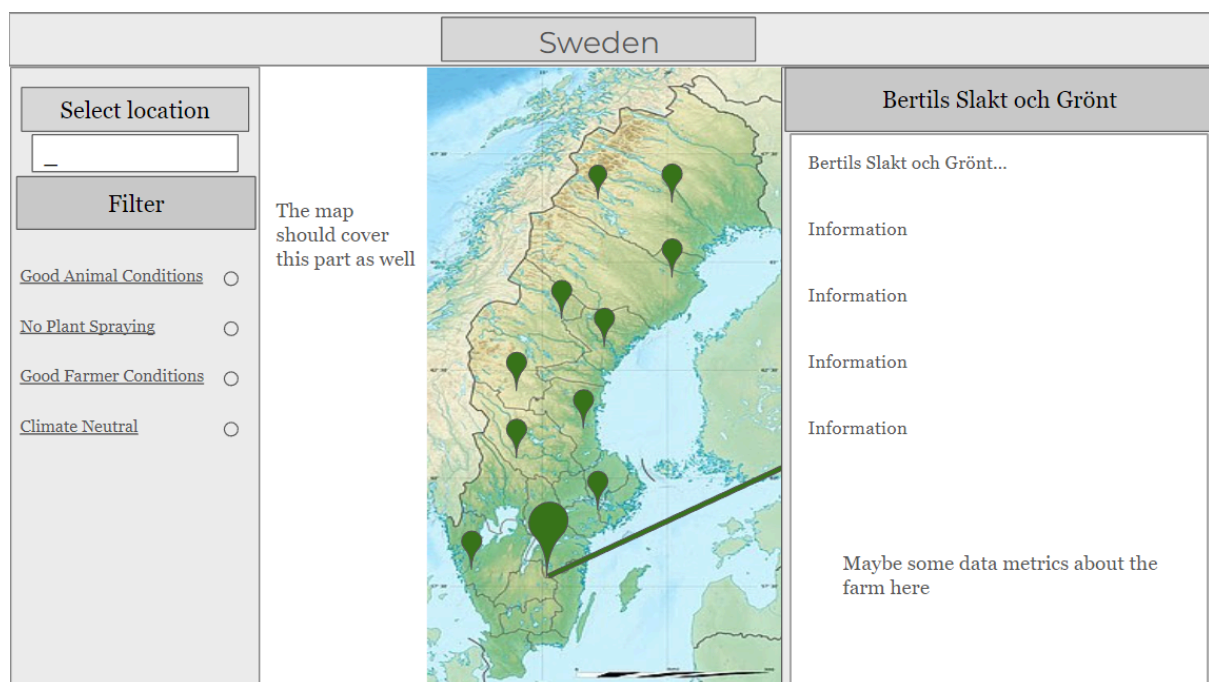 Sweden
Select location
_
Filter
Good Animal Conditions
No Plant Spraying
Good Farmer Conditions
Climate Neutral
The map
should cover
this part as well
Bertils Slakt och Grönt
Bertils Slakt och Grönt...
Information
Information
Information
Information
Maybe some data metrics about the
farm here